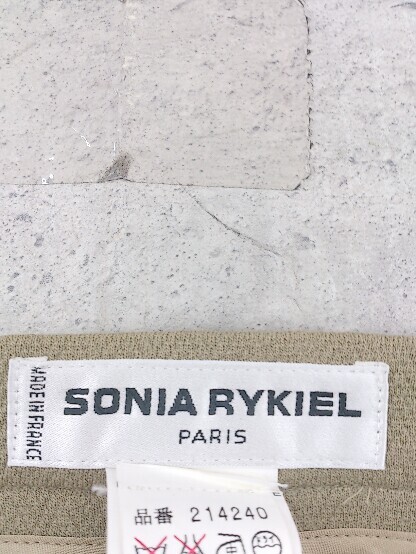 MADE IN FRANCE
SONIA RYKIEL
PARIS
品番 214240